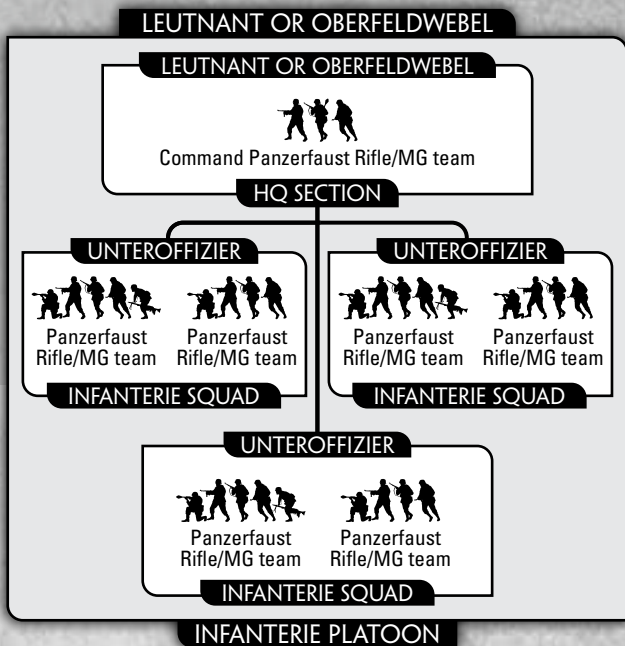 LEUTNANT OR OBERFELDWEBEL
LEUTNANT OR OBERFELDWEBEL
Command Panzerfaust Rifle/MG team
HQ SECTION
UNTEROFFIZIER
Panzerfaust
Rifle/MG team
Panzerfaust
Rifle/MG team
INFANTERIE SQUAD
UNTEROFFIZIER
Panzerfaust
Rifle/MG team
Panzerfaust
Rifle/MG team
INFANTERIE SQUAD
UNTEROFFIZIER
Panzerfaust
Rifle/MG team
Panzerfaust
Rifle/MG team
INFANTERIE SQUAD
INFANTERIE PLATOON